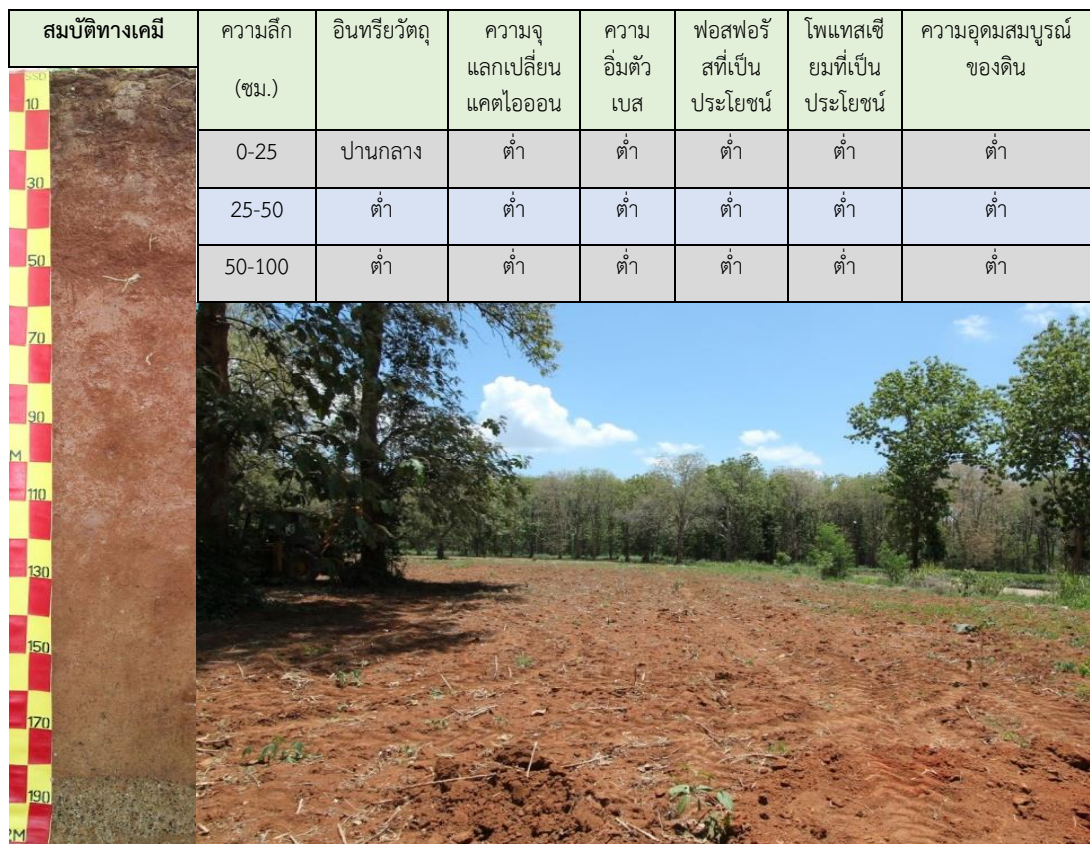 สมบัติทางเคมี
ความลึก
(ซม.)
อินทรียวัตถุ
ความจุ
แลกเปลี่ยน
แคตไอออน
ความ
อิ่มตัว
เบส
ฟอสฟอรั
สที่เป็น
ประโยชน์
โพแทสเซี
ยมที่เป็น
ประโยชน์
ความอุดมสมบูรณ์
ของดิน
0-25 ปานกลาง ต่ำ ต่ำ ต่ำ ต่ำ ต่ำ
25-50 ต่ำ ต่ำ ต่ำ ต่ำ ต่ำ ต่ำ
50-100 ต่ำ ต่ำ ต่ำ ต่ำ ต่ำ ต่ำ
SSD
10
30
50
70
90
M
110
130
150
170
190
2M